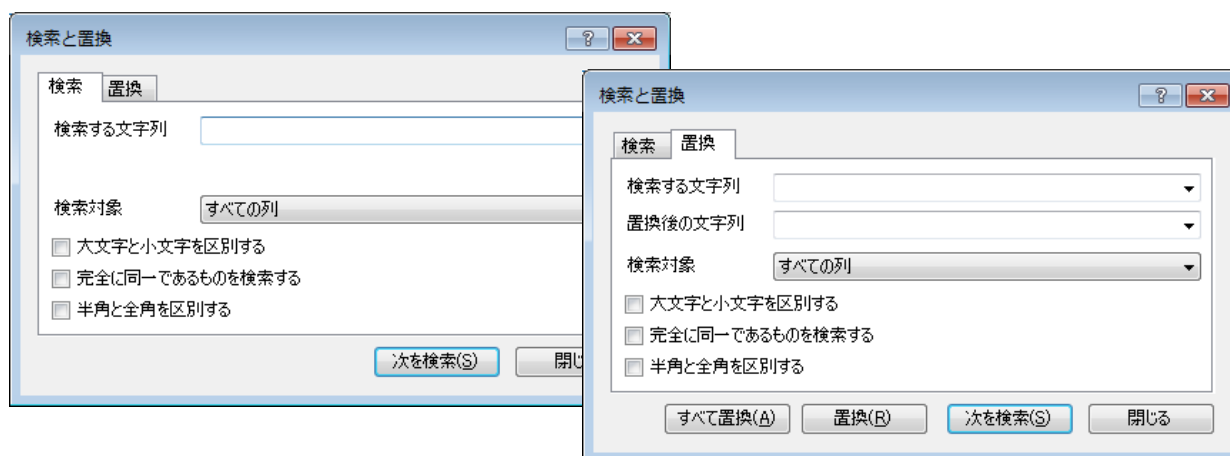 検索と置換
検索 置換
検索する文字列
検索対象 すべての列
大文字と小文字を区別する
完全に同一であるものを検索する
半角と全角を区別する
次を検索(S) 閉じ
検索と置換
検索 置換
検索する文字列
置換後の文字列
検索対象 すべての列
大文字と小文字を区別する
完全に同一であるものを検索する
半角と全角を区別する
すべて置換(A) 置換(R) 次を検索(S) 閉じる